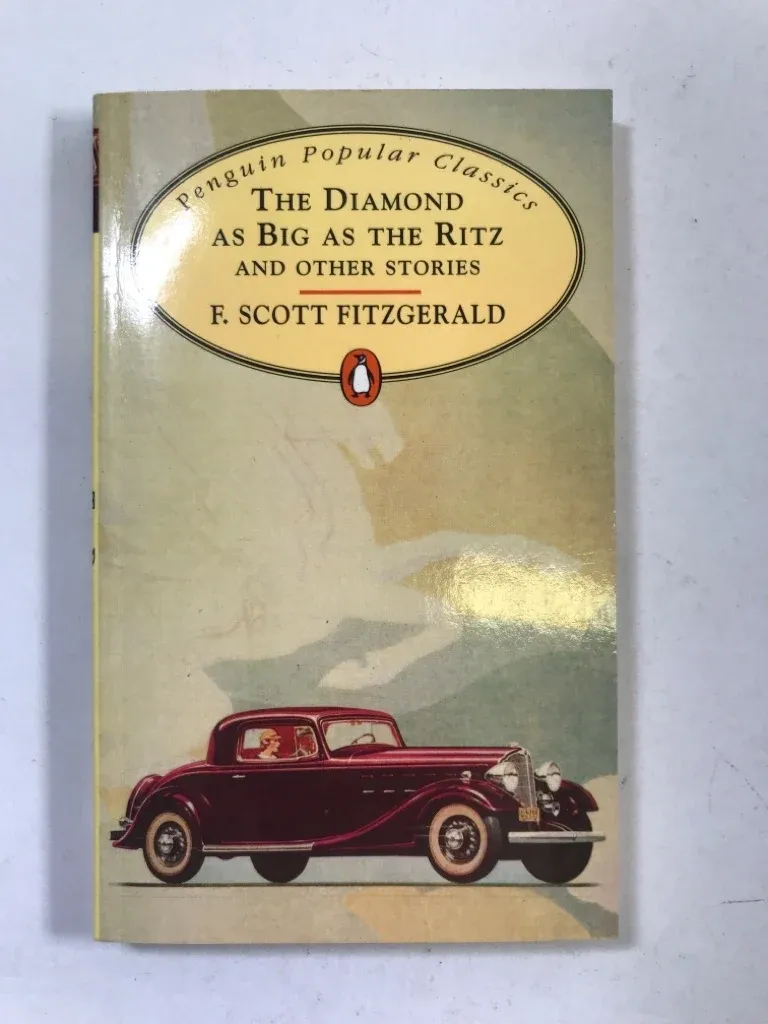 Penguin Popular Classics
THE DIAMOND
AS BIG AS THE RITZ
AND OTHER STORIES
F. SCOTT FITZGERALD